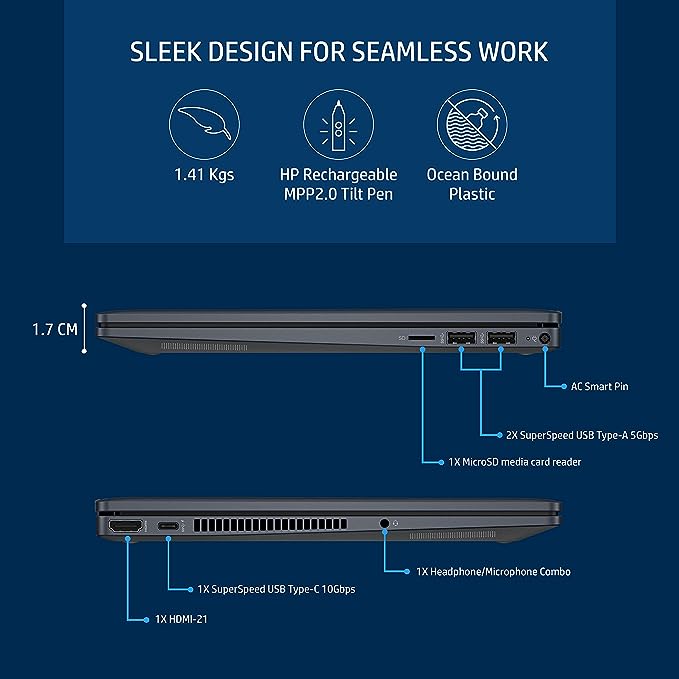 SLEEK DESIGN FOR SEAMLESS WORK
1.41 Kgs
HP Rechargeable
MPP2.0 Tilt Pen
Ocean Bound
Plastic
1.7 CM
SD
AC Smart Pin
2X SuperSpeed USB Type-A 5Gbps
1X MicroSD media card reader
1X Headphone/Microphone Combo
1X SuperSpeed USB Type-C 10Gbps
1X HDMI-21